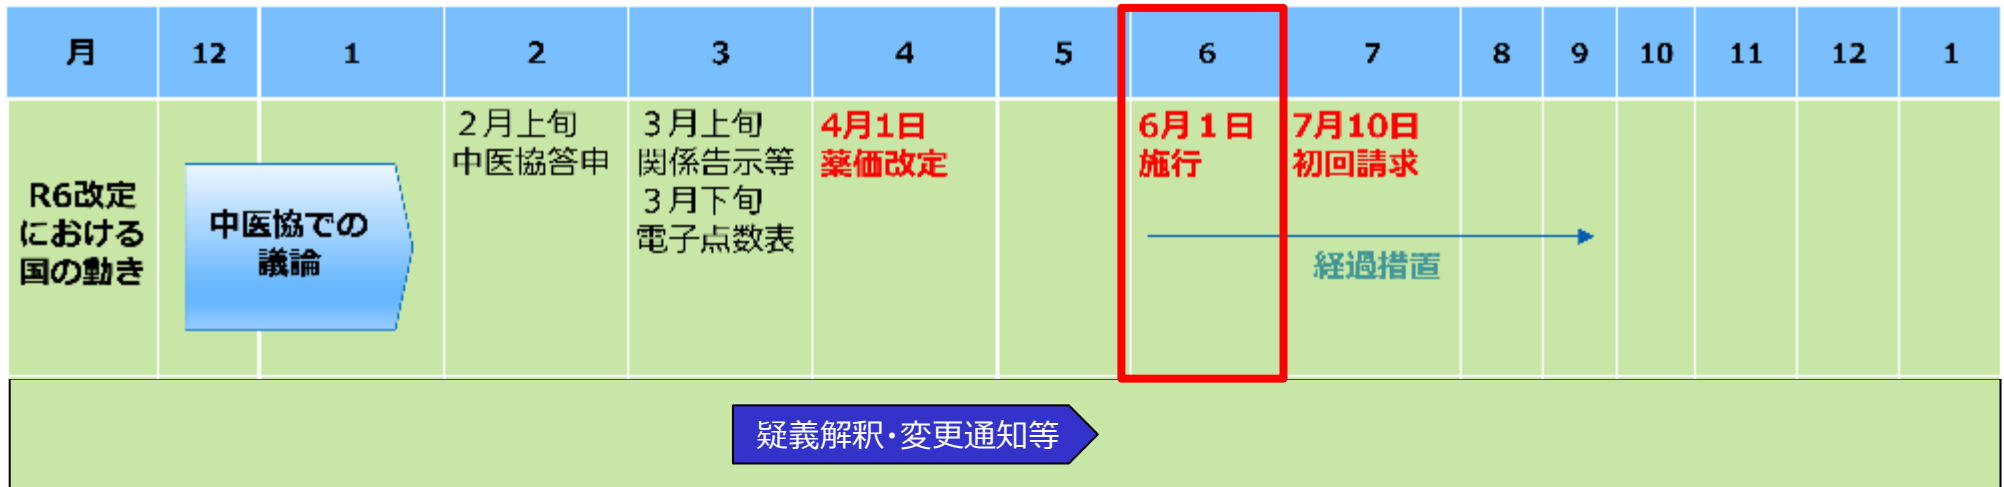 月 12 1 2 3 4 5 6 7 8 9 10 11 12 1
R6改定
における
国の動き
中医協での
議論
２月上旬
中医協答申
３月上旬
関係告示等
３月下旬
電子点数表
4月1日
薬価改定
6月１日
施行
7月10日
初回請求
経過措置
疑義解釈・変更通知等